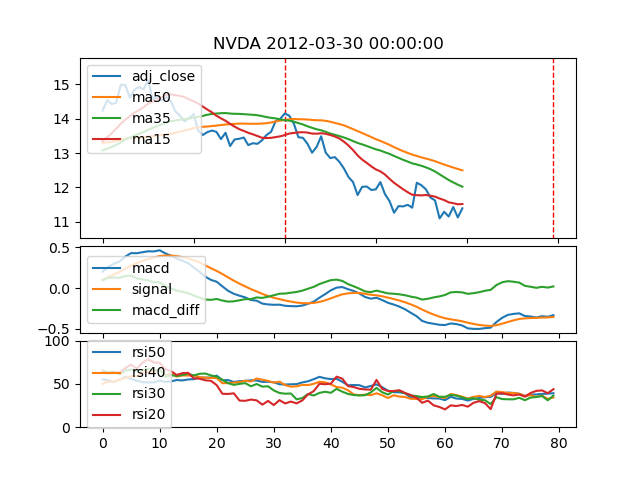 NVDA 2012-03-30 00:00:00
15
14
13
12
11
adj_close
ma50
ma35
ma15
0.5
0.0
−0.5
macd
signal
macd_diff
100
50
0
rsi50
rsi40
rsi30
rsi20
0 10 20 30 40 50 60 70 80